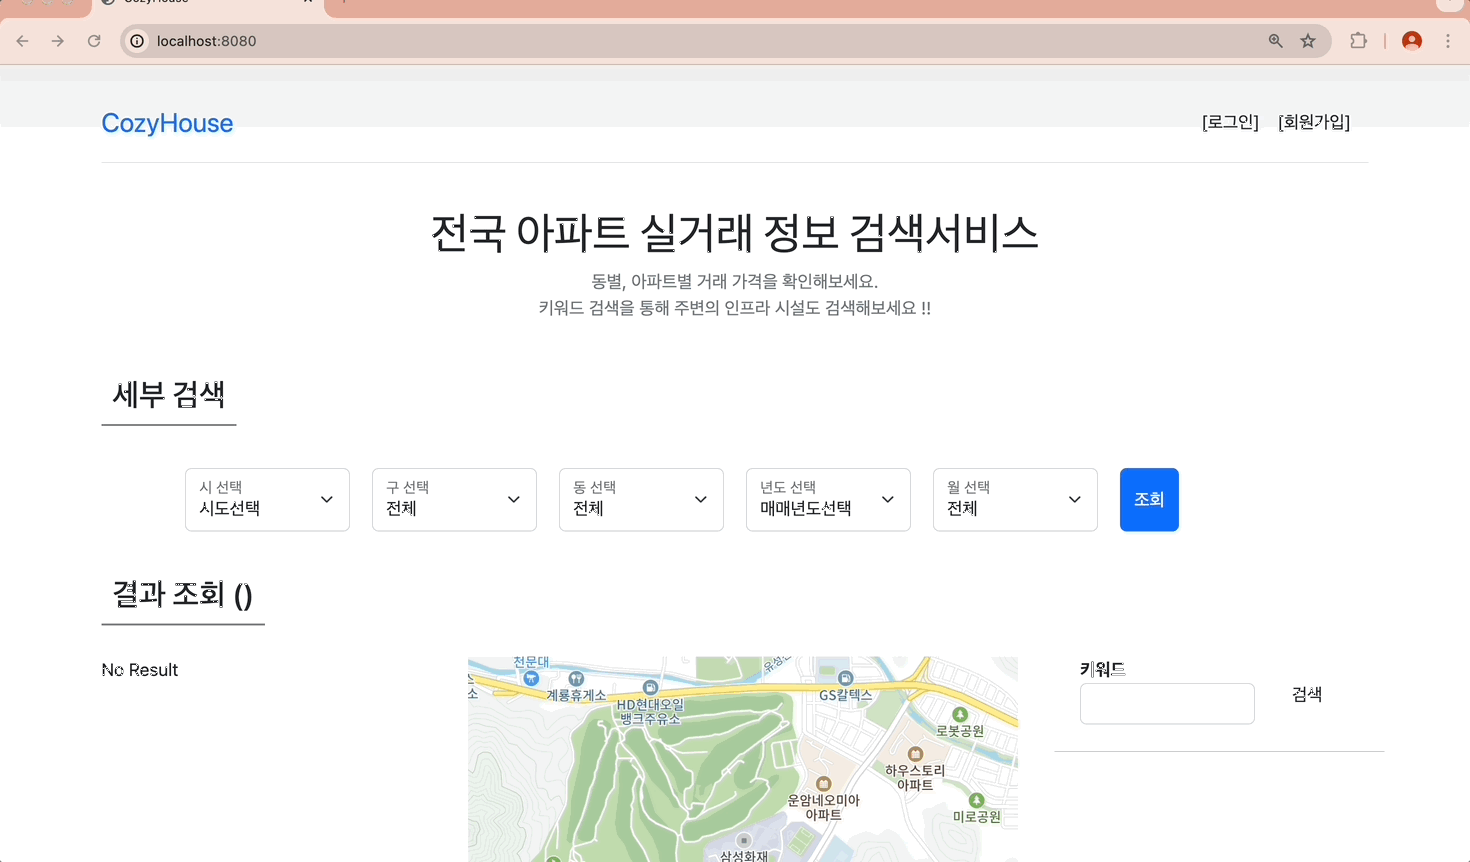 CozyHouse
localhost:8080
CozyHouse
[로그인] [회원가입]
전국 아파트 실거래 정보 검색서비스
동별, 아파트별 거래 가격을 확인해보세요.
키워드 검색을 통해 주변의 인프라 시설도 검색해보세요 !!
세부 검색
시 선택
시도선택
구 선택
전체
동 선택
전체
년도 선택
매매년도선택
월 선택
전체
조회
결과 조회 ()
No Result
천문대
계룡휴게소
HD현대오일
뱅크주유소
GS칼텍스
로봇공원
하우스토리
아파트
운암네오미아
아파트
미로공원
삼성화재
키워드
검색